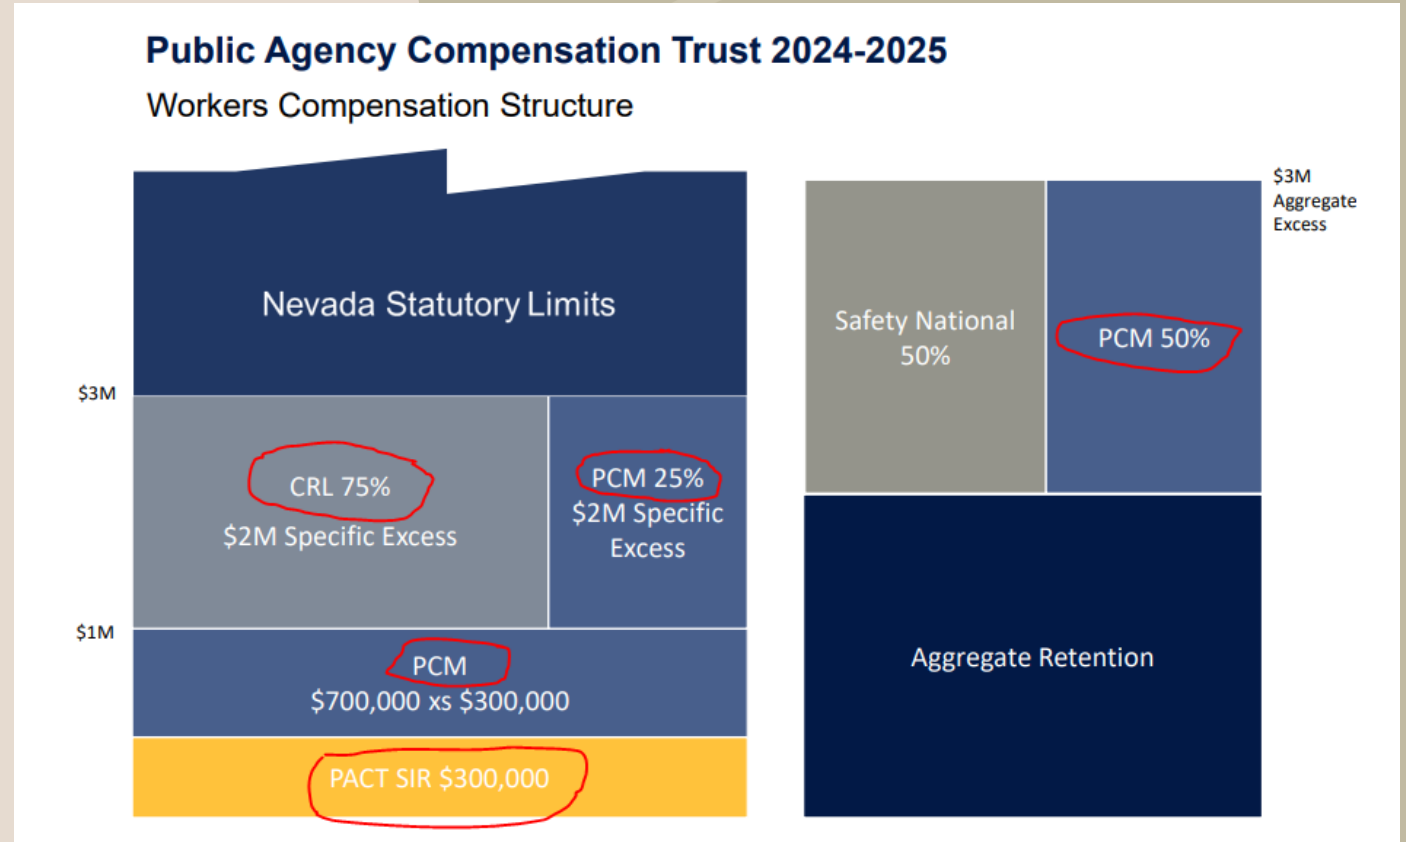 Public Agency Compensation Trust 2024-2025
Workers Compensation Structure
Nevada Statutory Limits
$3M
CRL 75%
$2M Specific Excess
PCM 25%
$2M Specific
Excess
$1M
PCM
$700,000 xs $300,000
PACT SIR $300,000
$3M
Aggregate
Excess
Safety National
50%
PCM 50%
Aggregate Retention